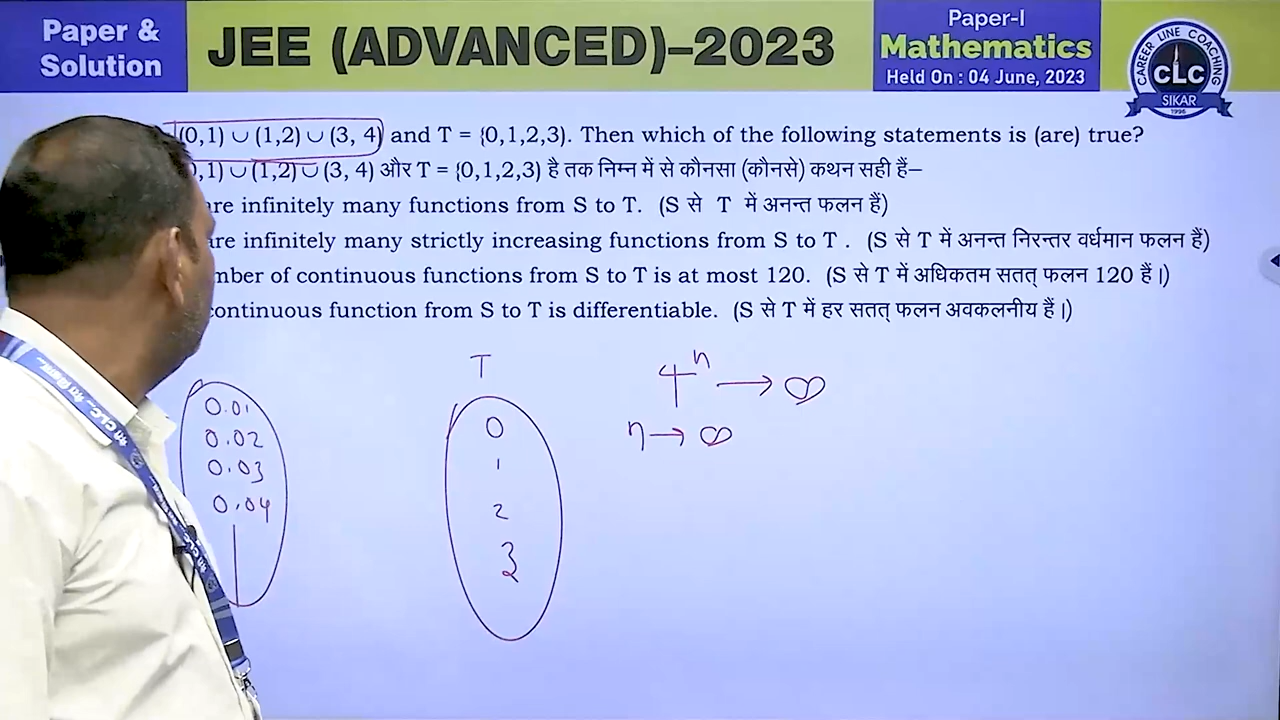 Paper &
Solution
JEE (ADVANCED)–2023
Paper-I
Mathematics
Held On : 04 June, 2023
CAREER LINE COACHING
CLC
SIKAR
1996
(0,1) ∪ (1,2) ∪ (3, 4) and T = {0,1,2,3). Then which of the following statements is (are) true?
0,1) ∪ (1,2) ∪ (3, 4) और T = {0,1,2,3) है तक निम्न में से कौनसा (कौनसे) कथन सही हैं–
are infinitely many functions from S to T. (S से T में अनन्त फलन हैं)
are infinitely many strictly increasing functions from S to T . (S से T में अनन्त निरन्तर वर्धमान फलन हैं)
mber of continuous functions from S to T is at most 120. (S से T में अधिकतम सतत् फलन 120 हैं।)
continuous function from S to T is differentiable. (S से T में हर सतत् फलन अवकलनीय हैं।)
T
4ⁿ → ∞
n → ∞
0.01
0.02
0.03
0.04
0
1
2
3